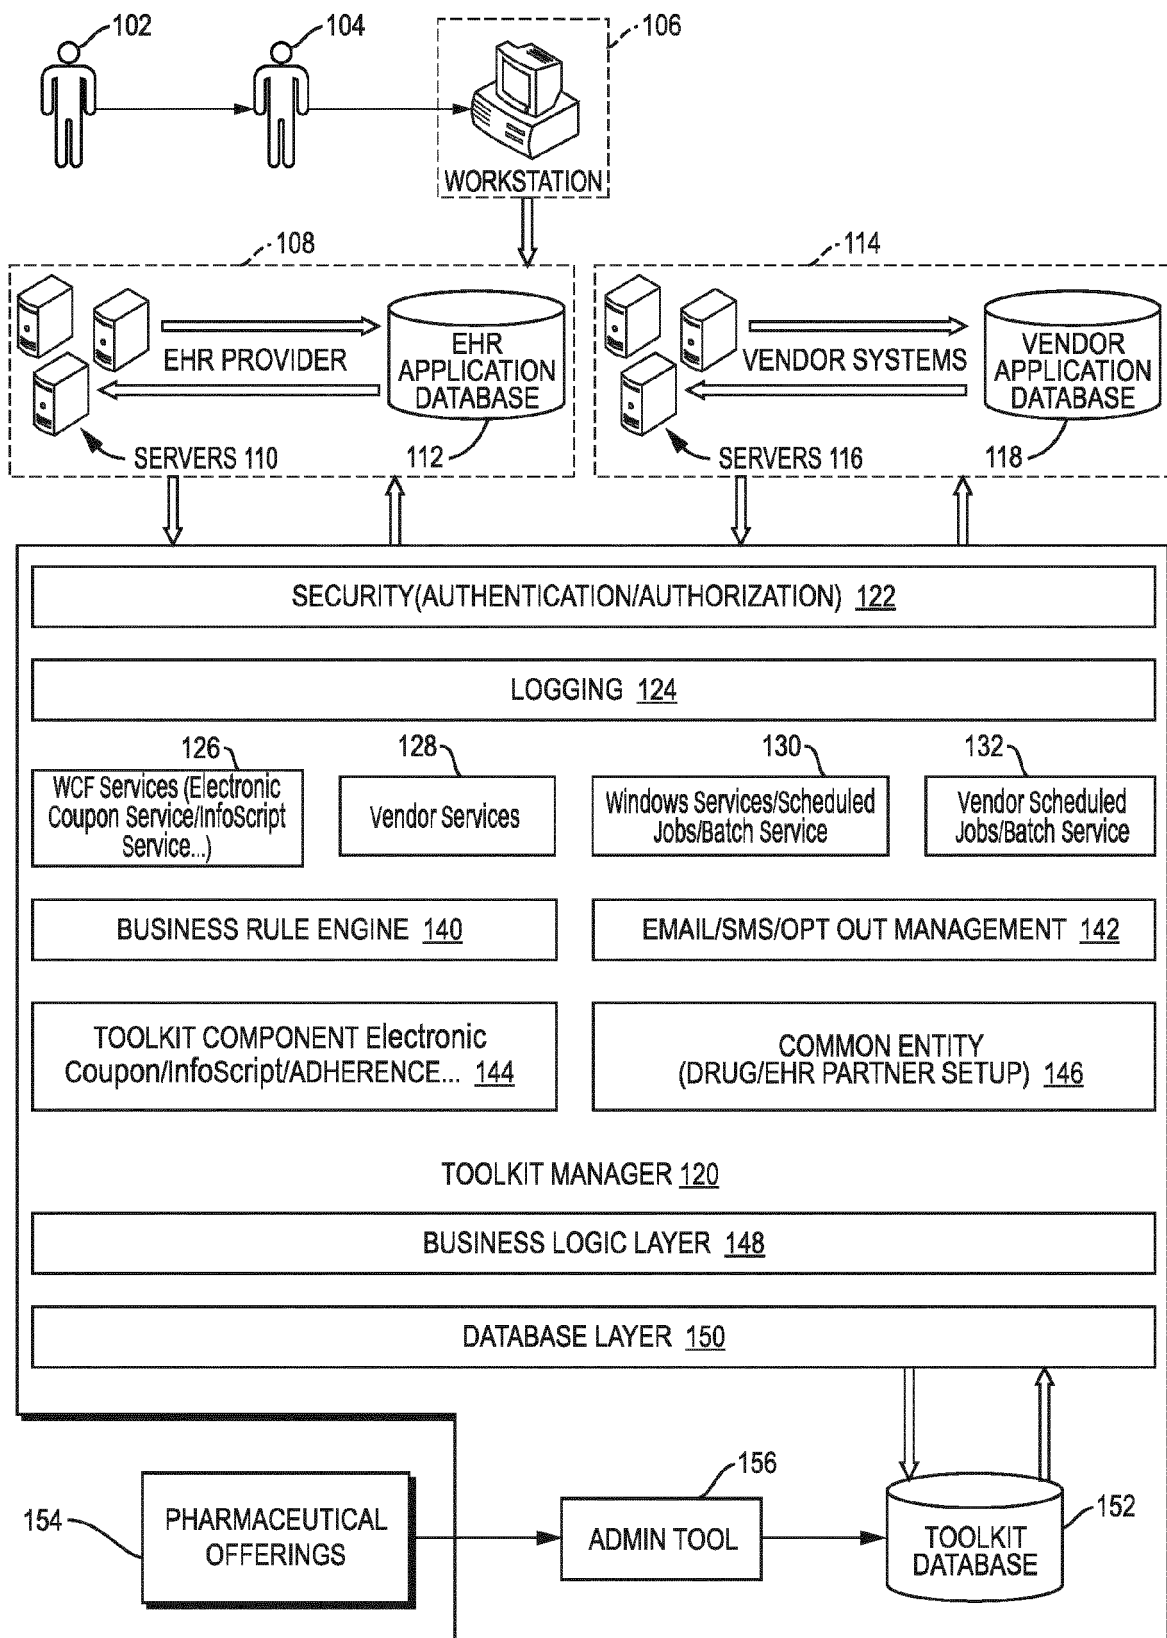 102
104
106
WORKSTATION
108
114
EHR PROVIDER
EHR
APPLICATION
DATABASE
VENDOR SYSTEMS
VENDOR
APPLICATION
DATABASE
SERVERS 110
112
SERVERS 116
118
SECURITY(AUTHENTICATION/AUTHORIZATION) 122
LOGGING 124
126
128
130
132
WCF Services (Electronic
Coupon Service/InfoScript
Service...)
Vendor Services
Windows Services/Scheduled
Jobs/Batch Service
Vendor Scheduled
Jobs/Batch Service
BUSINESS RULE ENGINE 140
EMAIL/SMS/OPT OUT MANAGEMENT 142
TOOLKIT COMPONENT Electronic
Coupon/InfoScript/ADHERENCE... 144
COMMON ENTITY
(DRUG/EHR PARTNER SETUP) 146
TOOLKIT MANAGER 120
BUSINESS LOGIC LAYER 148
DATABASE LAYER 150
154
PHARMACEUTICAL
OFFERINGS
156
ADMIN TOOL
152
TOOLKIT
DATABASE